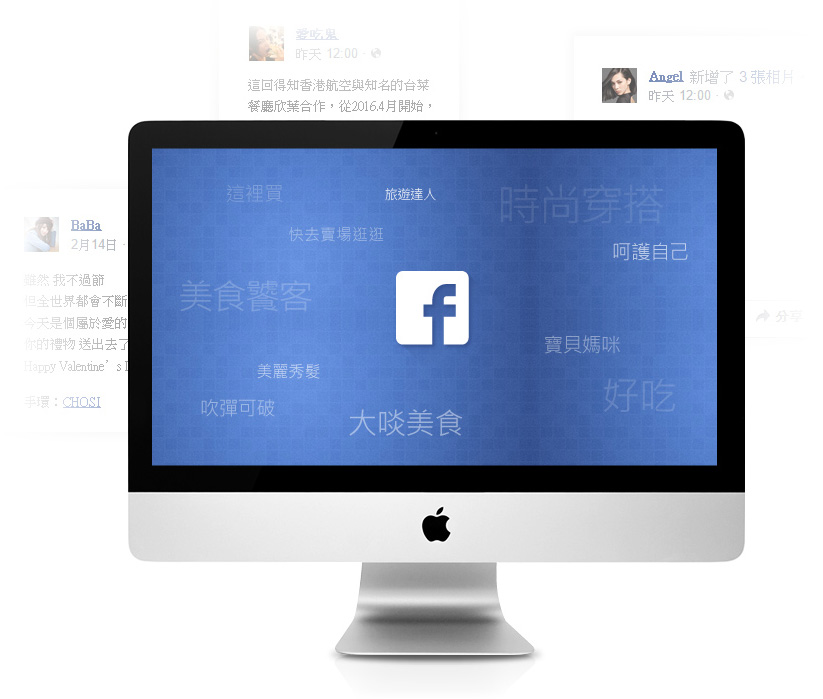 愛吃鬼
昨天 12:00
這回得知香港航空與知名的台菜
餐廳欣葉合作，從2016.4月開始，
Angel 新增了 3 張相片
昨天 12:00
BaBa
2月14日
雖然 我不過節
但全世界都會不斷
今天是個屬於愛的
你的禮物 送出去了
Happy Valentine’s
手環：CHOSI
分享
這裡買
旅遊達人
時尚穿搭
快去賣場逛逛
呵護自己
美食饕客
f
寶貝媽咪
美麗秀髮
好吃
吹彈可破
大啖美食